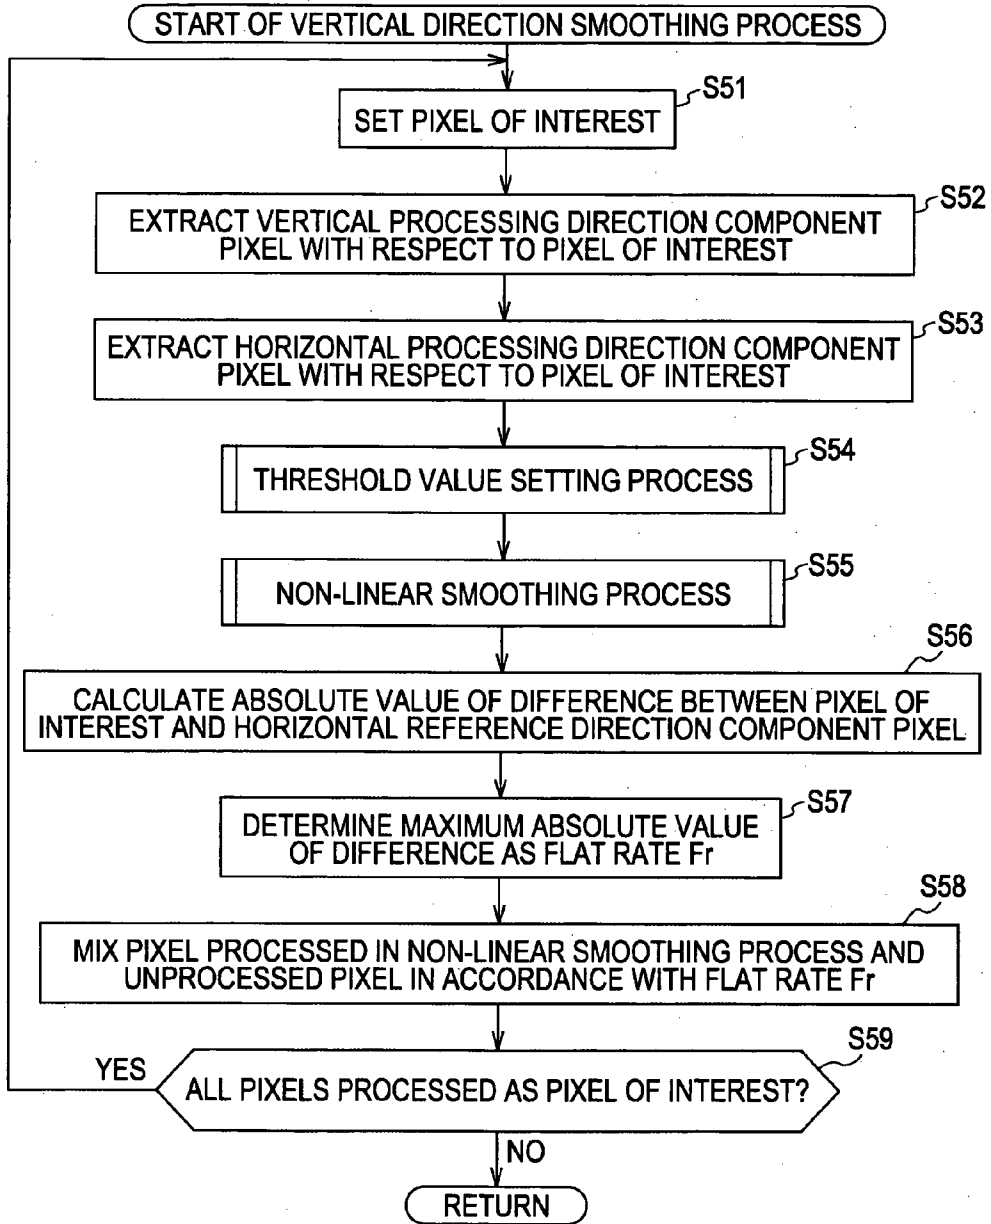 START OF VERTICAL DIRECTION SMOOTHING PROCESS
S51
SET PIXEL OF INTEREST
S52
EXTRACT VERTICAL PROCESSING DIRECTION COMPONENT
PIXEL WITH RESPECT TO PIXEL OF INTEREST
S53
EXTRACT HORIZONTAL PROCESSING DIRECTION COMPONENT
PIXEL WITH RESPECT TO PIXEL OF INTEREST
S54
THRESHOLD VALUE SETTING PROCESS
S55
NON-LINEAR SMOOTHING PROCESS
S56
CALCULATE ABSOLUTE VALUE OF DIFFERENCE BETWEEN PIXEL OF
INTEREST AND HORIZONTAL REFERENCE DIRECTION COMPONENT PIXEL
S57
DETERMINE MAXIMUM ABSOLUTE VALUE
OF DIFFERENCE AS FLAT RATE Fr
S58
MIX PIXEL PROCESSED IN NON-LINEAR SMOOTHING PROCESS AND
UNPROCESSED PIXEL IN ACCORDANCE WITH FLAT RATE Fr
S59
YES
ALL PIXELS PROCESSED AS PIXEL OF INTEREST?
NO
RETURN